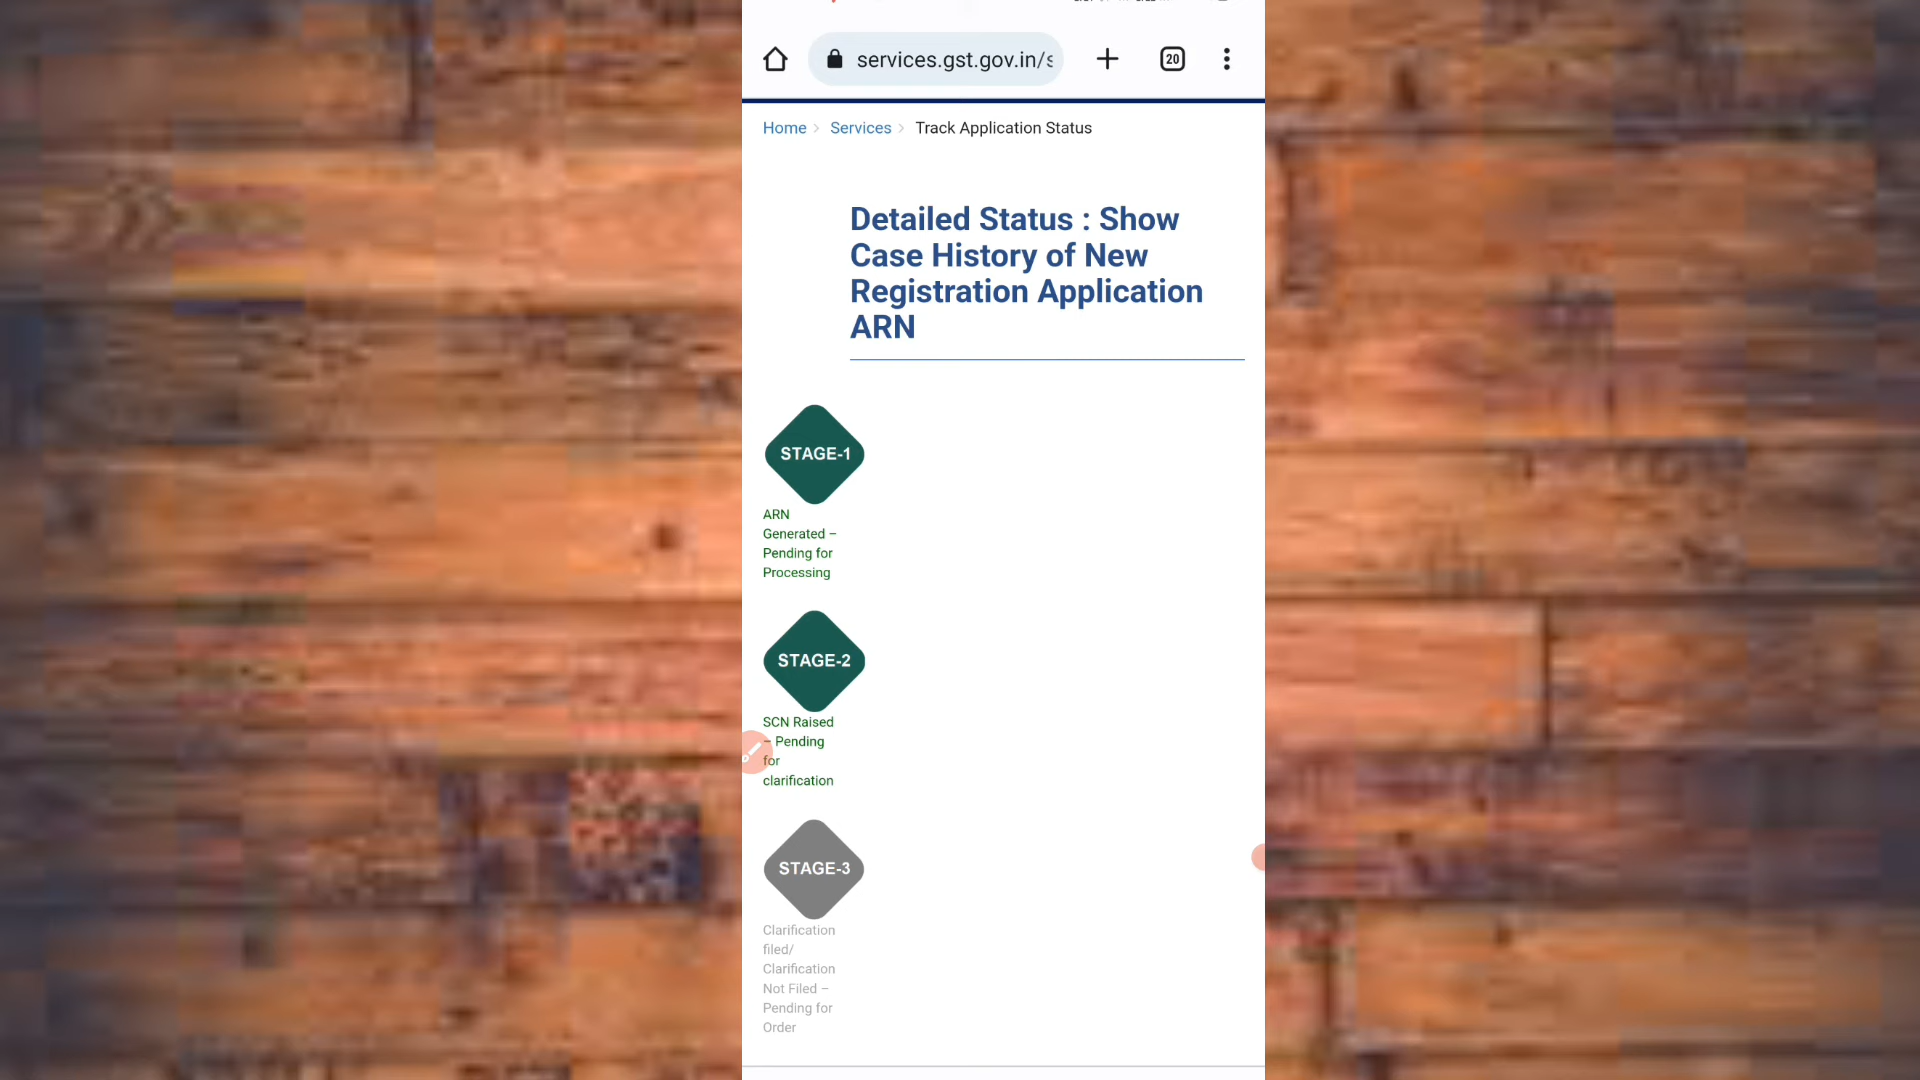 services.gst.gov.in/s
20
Home > Services > Track Application Status
Detailed Status : Show
Case History of New
Registration Application
ARN
STAGE-1
ARN
Generated –
Pending for
Processing
STAGE-2
SCN Raised
– Pending
for
clarification
STAGE-3
Clarification
filed/
Clarification
Not Filed –
Pending for
Order